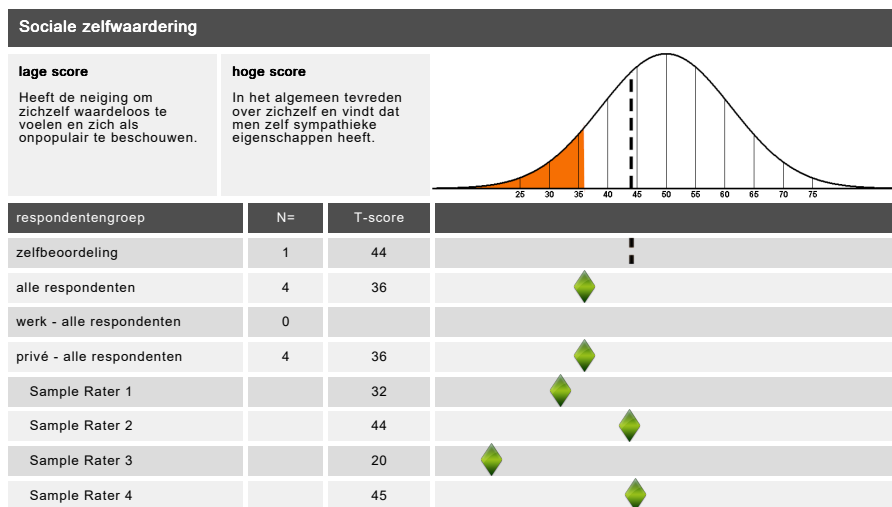 Sociale zelfwaardering
lage score
Heeft de neiging om
zichzelf waardeloos te
voelen en zich als
onpopulair te beschouwen.
hoge score
In het algemeen tevreden
over zichzelf en vindt dat
men zelf sympathieke
eigenschappen heeft.
25 30 35 40 45 50 55 60 65 70 75
respondentengroep N= T-score
zelfbeoordeling 1 44
alle respondenten 4 36
werk - alle respondenten 0
privé - alle respondenten 4 36
Sample Rater 1 32
Sample Rater 2 44
Sample Rater 3 20
Sample Rater 4 45